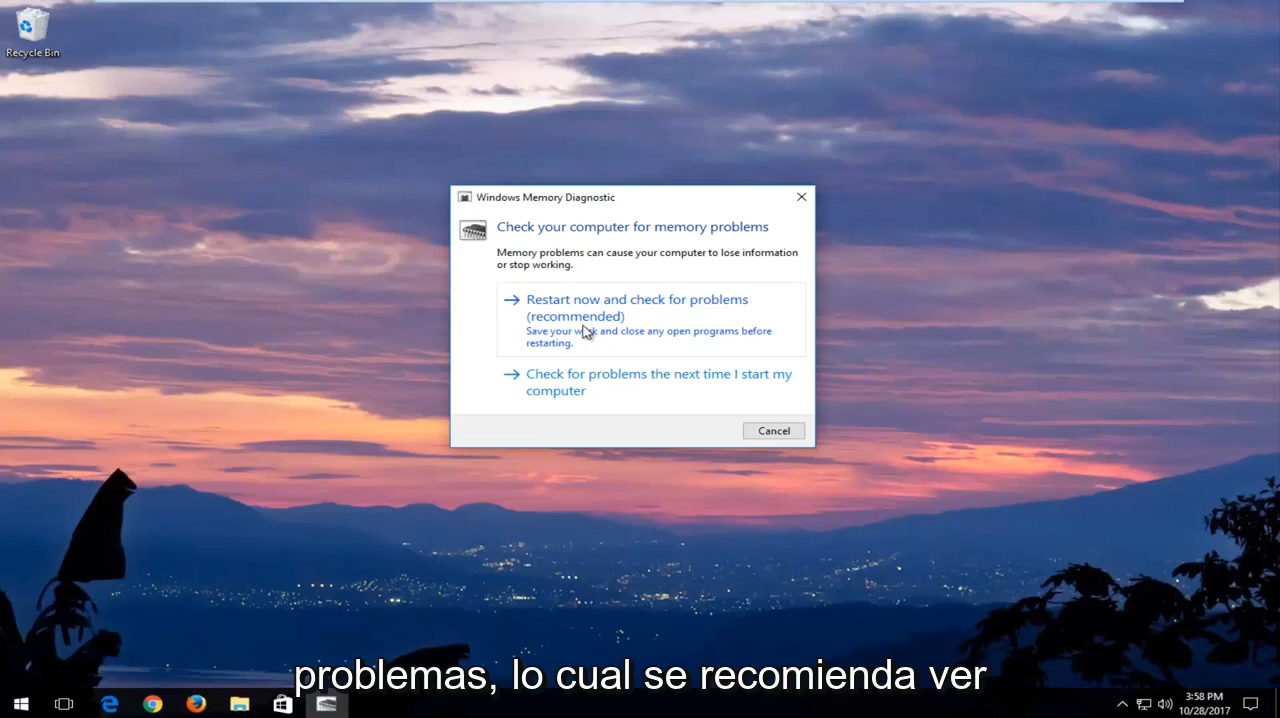 Recycle Bin
Windows Memory Diagnostic
Check your computer for memory problems
Memory problems can cause your computer to lose information
or stop working.
Restart now and check for problems
(recommended)
Save your work and close any open programs before
restarting.
Check for problems the next time I start my
computer
Cancel
problemas, lo cual se recomienda ver
3:58 PM
10/28/2017